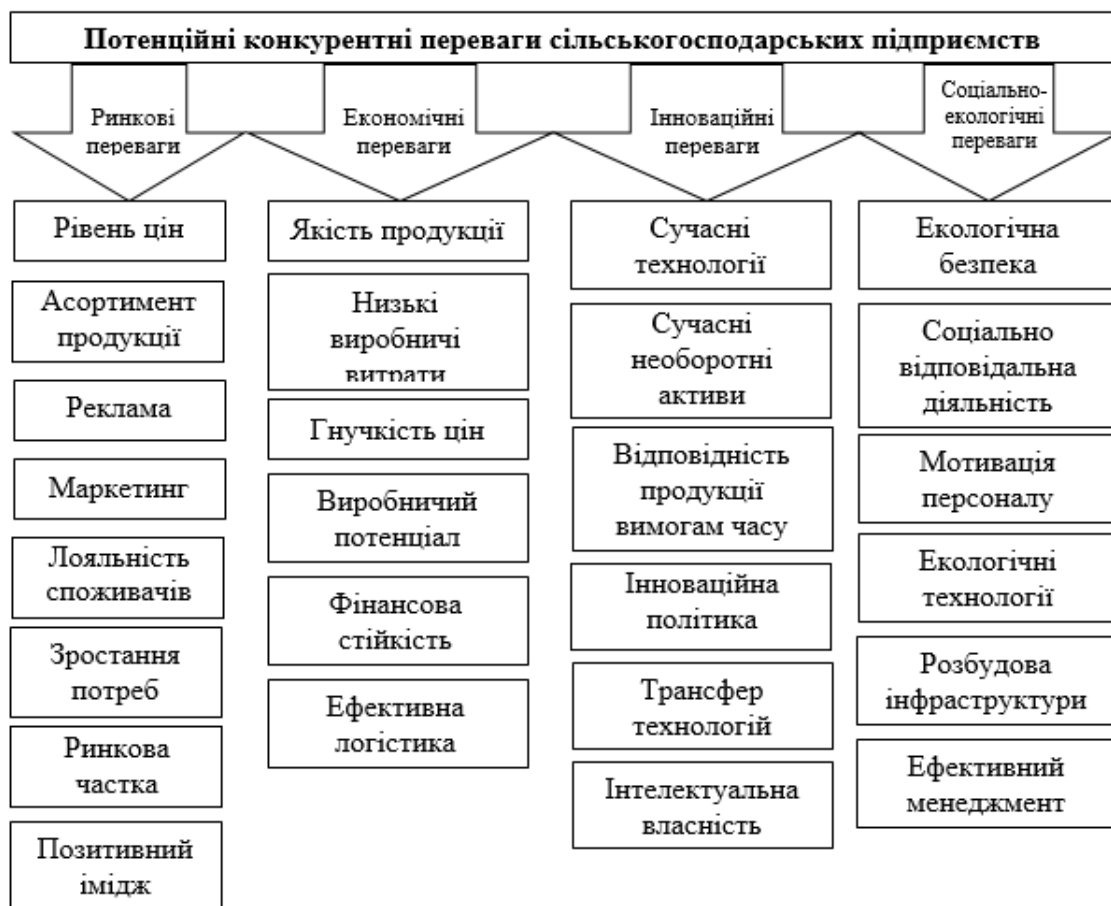 Потенційні конкурентні переваги сільськогосподарських підприємств
Ринкові
переваги
Економічні
переваги
Інноваційні
переваги
Соціально-
екологічні
переваги
Рівень цін
Асортимент
продукції
Реклама
Маркетинг
Лояльність
споживачів
Зростання
потреб
Ринкова
частка
Позитивний
імідж
Якість продукції
Низькі
виробничі
витрати
Гнучкість цін
Виробничий
потенціал
Фінансова
стійкість
Ефективна
логістика
Сучасні
технології
Сучасні
необоротні
активи
Відповідність
продукції
вимогам часу
Інноваційна
політика
Трансфер
технологій
Інтелектуальна
власність
Екологічна
безпека
Соціально
відповідальна
діяльність
Мотивація
персоналу
Екологічні
технології
Розбудова
інфраструктури
Ефективний
менеджмент